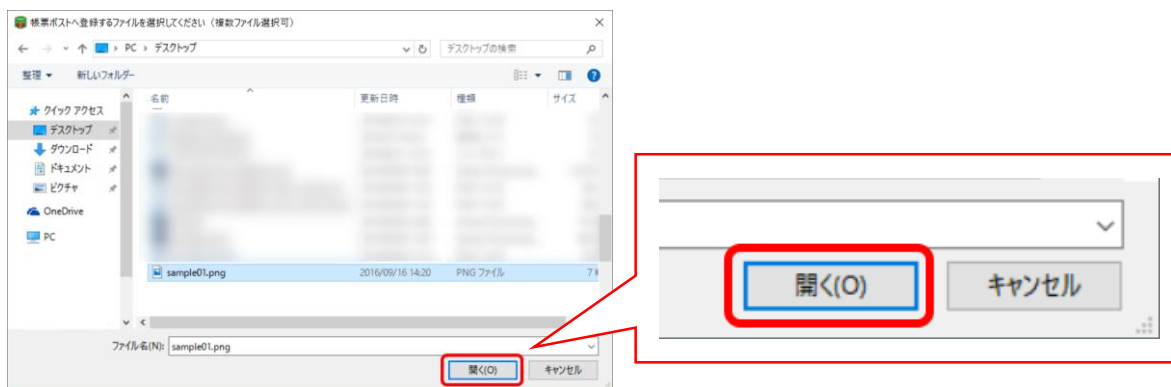 帳票ポストへ登録するファイルを選択してください（複数ファイル選択可）
PC › デスクトップ
デスクトップの検索
整理 新しいフォルダー
名前 更新日時 種類 サイズ
クイック アクセス
デスクトップ
ダウンロード
ドキュメント
ピクチャ
OneDrive
PC
sample01.png 2016/09/16 14:20 PNG ファイル 7
ファイル名(N): sample01.png
開く(O) キャンセル
開く(O) キャンセル